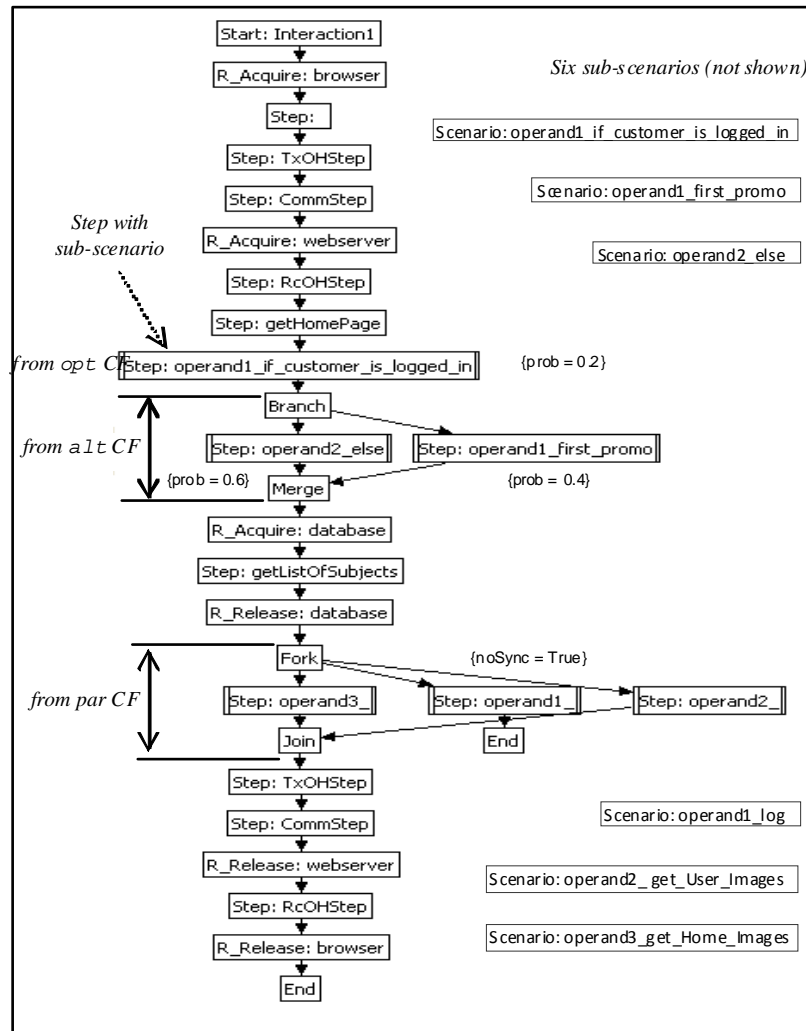 Start: Interaction1
Six sub-scenarios (not shown)
R_Acquire: browser
Step:
Scenario: operand1_if_customer_is_logged_in
Step: TxOHStep
Step: CommStep
Scenario: operand1_first_promo
Step with
sub-scenario
R_Acquire: webserver
Scenario: operand2_else
Step: RcOHStep
Step: getHomePage
from opt CF
Step: operand1_if_customer_is_logged_in
{prob = 0.2}
Branch
from alt CF
Step: operand2_else
Step: operand1_first_promo
{prob = 0.6}
Merge
{prob = 0.4}
R_Acquire: database
Step: getListOfSubjects
R_Release: database
Fork
{noSync = True}
from par CF
Step: operand3_
Step: operand1_
Step: operand2_
Join
End
Step: TxOHStep
Scenario: operand1_log
Step: CommStep
R_Release: webserver
Scenario: operand2_ get_User_Images
Step: RcOHStep
R_Release: browser
Scenario: operand3_get_Home_Images
End